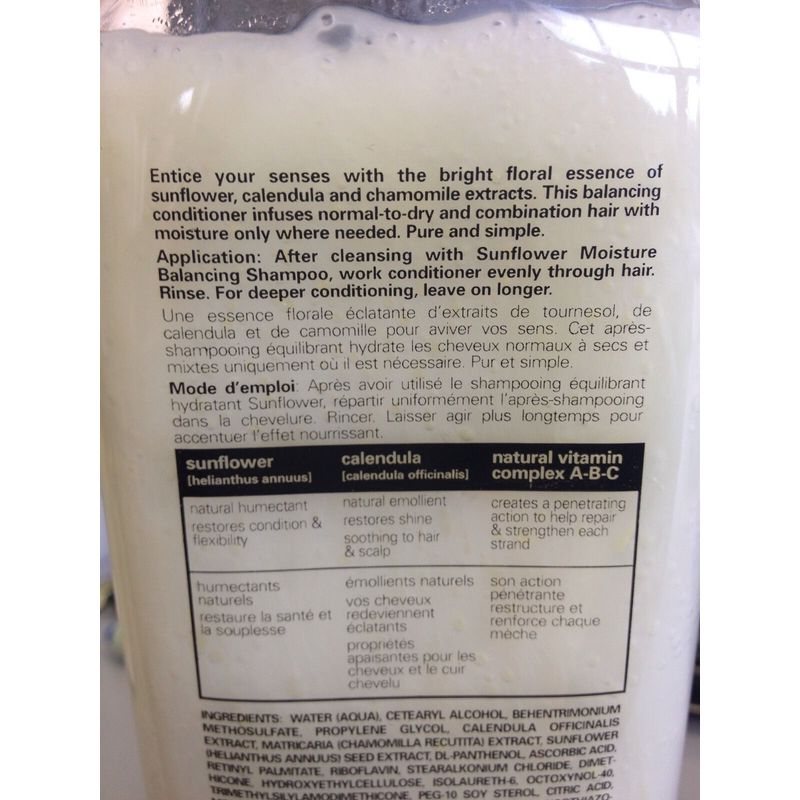 Entice your senses with the bright floral essence of
sunflower, calendula and chamomile extracts. This balancing
conditioner infuses normal-to-dry and combination hair with
moisture only where needed. Pure and simple.
Application: After cleansing with Sunflower Moisture
Balancing Shampoo, work conditioner evenly through hair.
Rinse. For deeper conditioning, leave on longer.
Une essence florale éclatante d'extraits de tournesol, de
calendula et de camomille pour aviver vos sens. Cet après-
shampooing équilibrant hydrate les cheveux normaux à secs et
mixtes uniquement où il est nécessaire. Pur et simple.
Mode d'emploi: Après avoir utilisé le shampooing équilibrant
hydratant Sunflower, répartir uniformément l'après-shampooing
dans la chevelure. Rincer. Laisser agir plus longtemps pour
accentuer l'effet nourrissant.
sunflower
[helianthus annuus]
calendula
[calendula officinalis]
natural vitamin
complex A-B-C
natural humectant
restores condition &
flexibility
natural emollient
restores shine
soothing to hair
& scalp
creates a penetrating
action to help repair
& strengthen each
strand
humectants
naturels
restaure la santé et
la souplesse
émollients naturels
vos cheveux
redeviennent
éclatants
propriétés
apaisantes pour les
cheveux et le cuir
chevelu
son action
pénétrante
restructure et
renforce chaque
mèche
INGREDIENTS: WATER (AQUA), CETEARYL ALCOHOL, BEHENTRIMONIUM
METHOSULFATE, PROPYLENE GLYCOL, CALENDULA OFFICINALIS
EXTRACT, MATRICARIA (CHAMOMILLA RECUTITA) EXTRACT, SUNFLOWER
(HELIANTHUS ANNUUS) SEED EXTRACT, DL-PANTHENOL, ASCORBIC ACID,
RETINYL PALMITATE, RIBOFLAVIN, STEARALKONIUM CHLORIDE, DIMET-
HICONE, HYDROXYETHYLCELLULOSE, ISOLAURETH-6, OCTOXYNOL-40,
TRIMETHYLSILYLAMODIMETHICONE, PEG-10 SOY STEROL, CITRIC ACID,